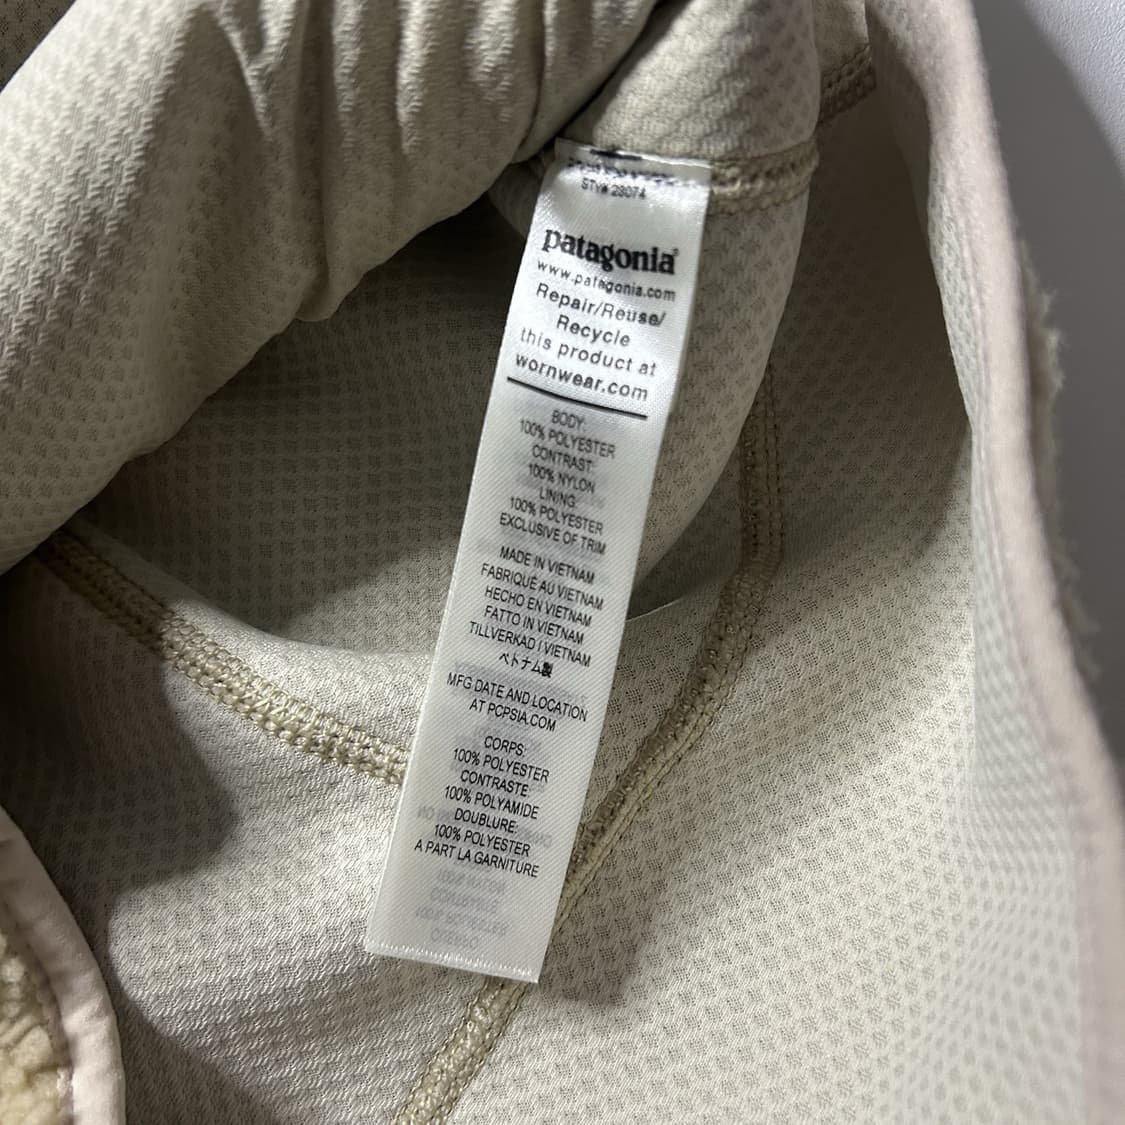 STY# 23074
patagonia®
www.patagonia.com
Repair/Reuse/
Recycle
this product at
wornwear.com
BODY:
100% POLYESTER
CONTRAST:
100% NYLON
LINING:
100% POLYESTER
EXCLUSIVE OF TRIM
MADE IN VIETNAM
FABRIQUÉ AU VIETNAM
HECHO EN VIETNAM
FATTO IN VIETNAM
TILLVERKAD I VIETNAM
ベトナム製
MFG DATE AND LOCATION
AT PCPSIA.COM
CORPS:
100% POLYESTER
CONTRASTE:
100% POLYAMIDE
DOUBLURE:
100% POLYESTER
A PART LA GARNITURE